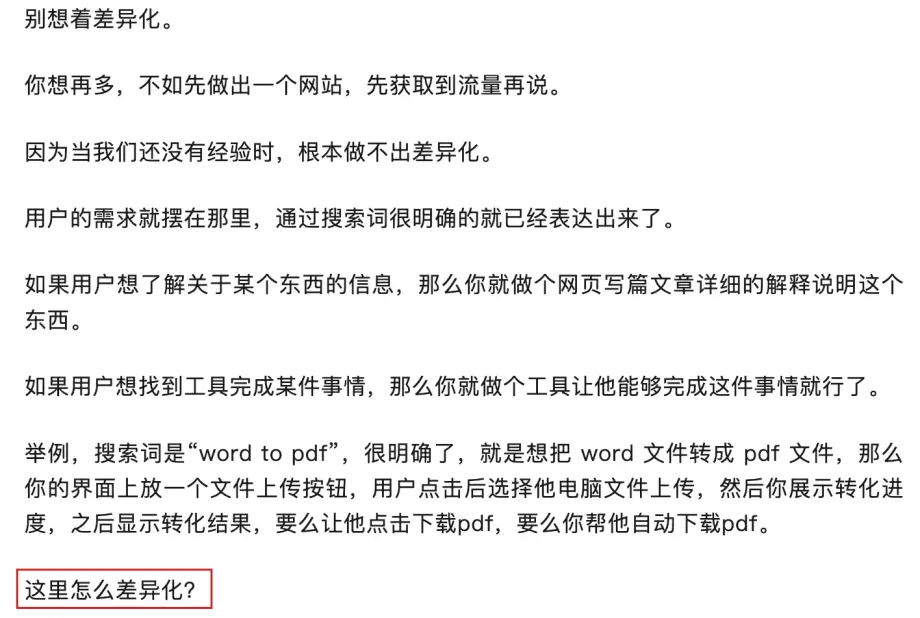 别想着差异化。
你想再多，不如先做出一个网站，先获取到流量再说。
因为当我们还没有经验时，根本做不出差异化。
用户的需求就摆在那里，通过搜索词很明确的就已经表达出来了。
如果用户想了解关于某个东西的信息，那么你就做个网页写篇文章详细的解释说明这个
东西。
如果用户想找到工具完成某件事情，那么你就做个工具让他能够完成这件事情就行了。
举例，搜索词是“word to pdf”，很明确了，就是想把 word 文件转成 pdf 文件，那么
你的界面上放一个文件上传按钮，用户点击后选择他电脑文件上传，然后你展示转化进
度，之后显示转化结果，要么让他点击下载pdf，要么你帮他自动下载pdf。
这里怎么差异化？